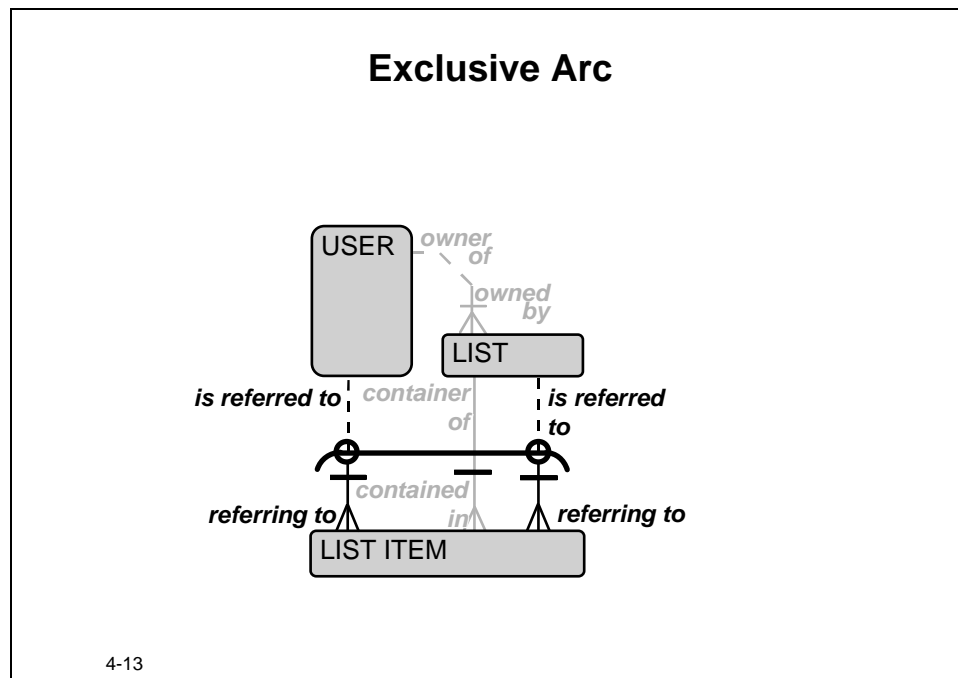 Exclusive Arc
USER
owner
of
owned
by
LIST
is referred to
container
of
is referred
to
contained
in
referring to
referring to
LIST ITEM
4-13